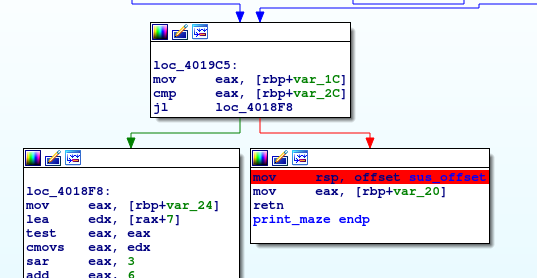 loc_4019C5:
mov eax, [rbp+var_1C]
cmp eax, [rbp+var_2C]
jl loc_4018F8
loc_4018F8:
mov eax, [rbp+var_24]
lea edx, [rax+7]
test eax, eax
cmovs eax, edx
sar eax, 3
add eax, 6
mov rsp, offset sus_offset
mov eax, [rbp+var_20]
retn
print_maze endp